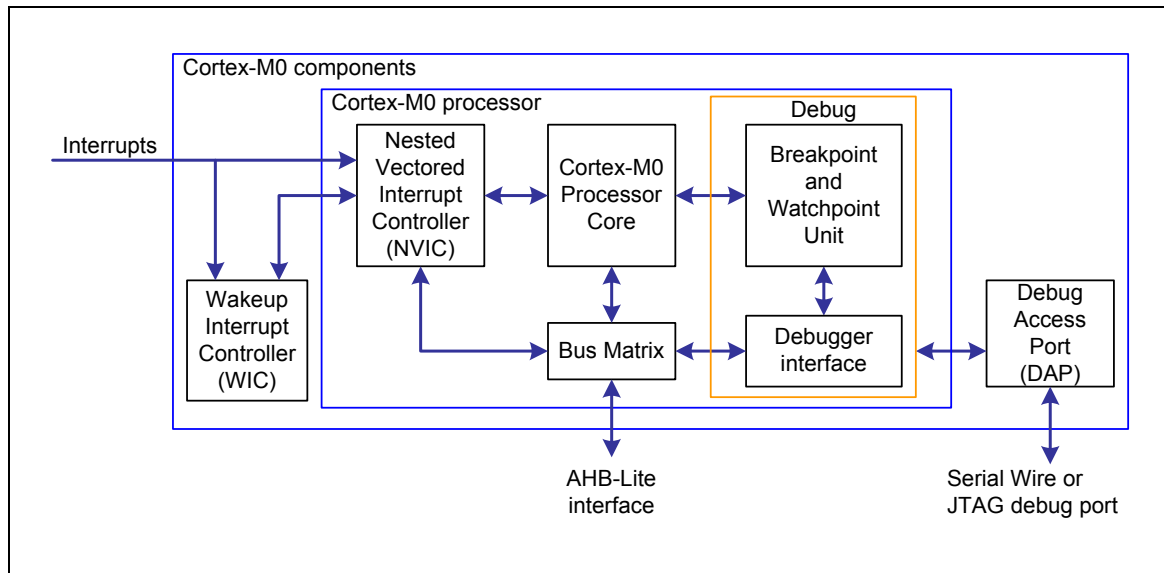 Cortex-M0 components
Cortex-M0 processor
Debug
Interrupts
Nested
Vectored
Interrupt
Controller
(NVIC)
Cortex-M0
Processor
Core
Breakpoint
and
Watchpoint
Unit
Wakeup
Interrupt
Controller
(WIC)
Bus Matrix
Debugger
interface
Debug
Access
Port
(DAP)
AHB-Lite
interface
Serial Wire or
JTAG debug port